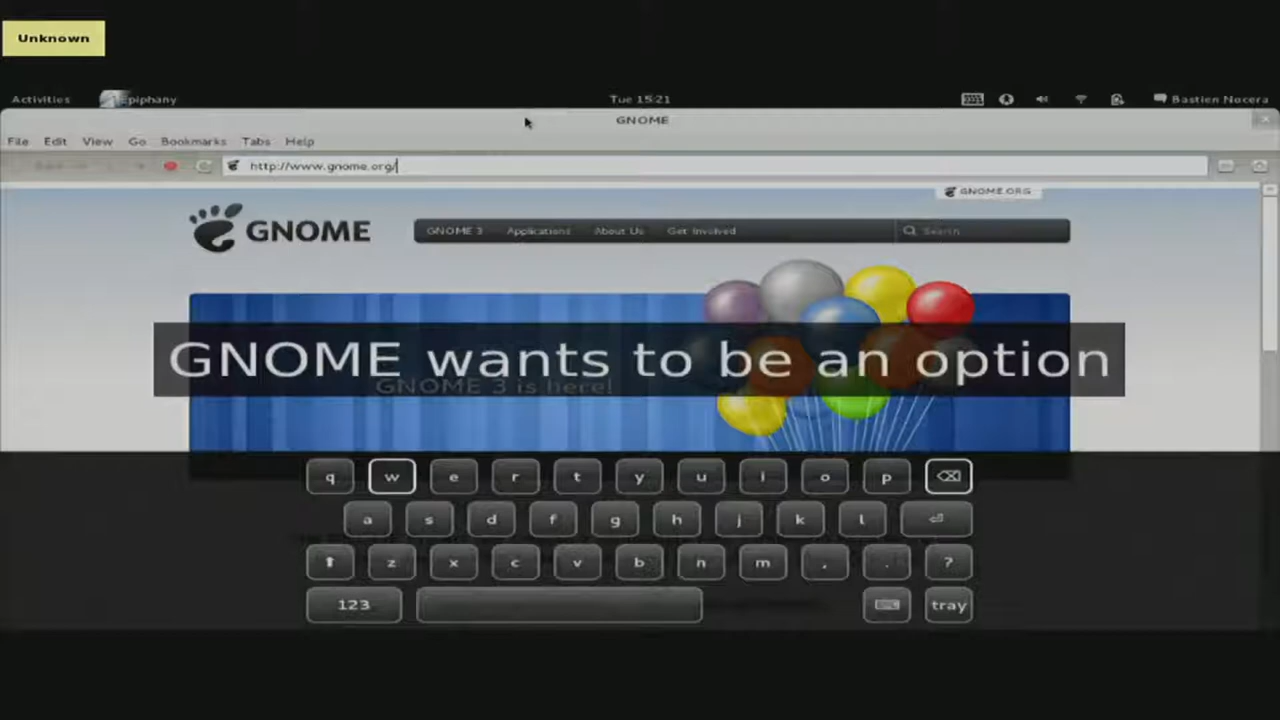 Unknown
Activities Epiphany Tue 15:21 Bastien Nocera
GNOME
File Edit View Go Bookmarks Tabs Help
http://www.gnome.org/
GNOME.ORG
GNOME GNOME 3 Applications About Us Get Involved Search
GNOME wants to be an option
GNOME 3 is here!
q w e r t y u i o p
a s d f g h j k l
z x c v b n m , . ?
123 tray